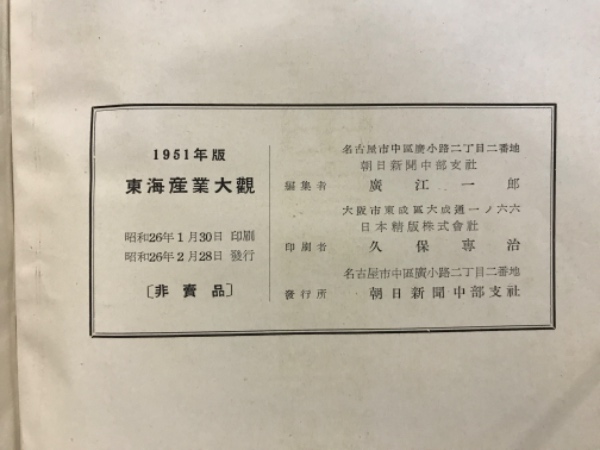 1951年版
東海産業大觀
昭和26年1月30日 印刷
昭和26年2月28日 發行
〔非賣品〕
名古屋市中區廣小路二丁目二番地
朝日新聞中部支社
編集者 廣江一郎
大阪市東成區大成通一ノ六六
日本精版株式會社
印刷者 久保專治
名古屋市中區廣小路二丁目二番地
發行所 朝日新聞中部支社